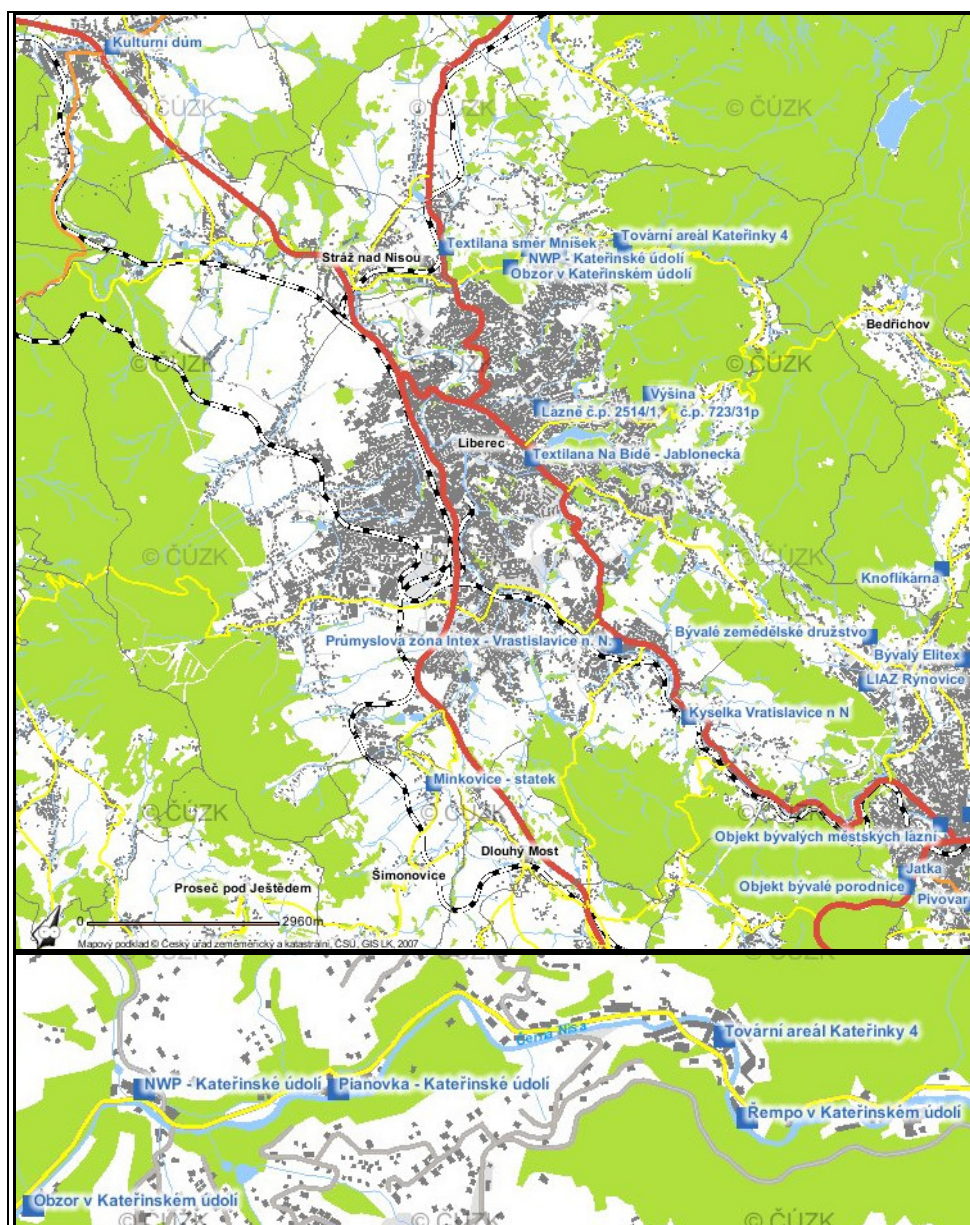 Kulturní dům
© ČÚZK © ČÚZK © ČÚZK
Textilana směr Mníšek
Tovární areál Kateřinky 4
Stráž nad Nisou
NWP - Kateřinské údolí
Obzor v Kateřinském údolí
Bedřichov
© ČÚZK © ČÚZK © ČÚZK
Výšina
Lázně č.p. 2514/1, č.p. 723/31p
Liberec
Textilana Na Bídě - Jablonecká
© ČÚZK © ČÚZK © ČÚZK
Knoflíkárna
Bývalé zemědělské družstvo
Průmyslová zóna Intex - Vrastislavice n. N.
Bývalý Elitex
LIAZ Rýnovice
Kyselka Vratislavice n N
Minkovice - statek
© ČÚZK © ČÚZK © ČÚZK
Objekt bývalých městských lázní
Dlouhý Most
Šimonovice
Jatka
Proseč pod Ještědem
Objekt bývalé porodnice
Pivovar
0 2960m
Mapový podklad © Český úřad zeměměřický a katastrální, ČSÚ, GIS LK, 2007
Černá Nisa
Tovární areál Kateřinky 4
NWP - Kateřinské údolí
Pianovka - Kateřinské údolí
Řempo v Kateřinském údolí
Obzor v Kateřinském údolí
© ČÚZK © ČÚZK © ČÚZK